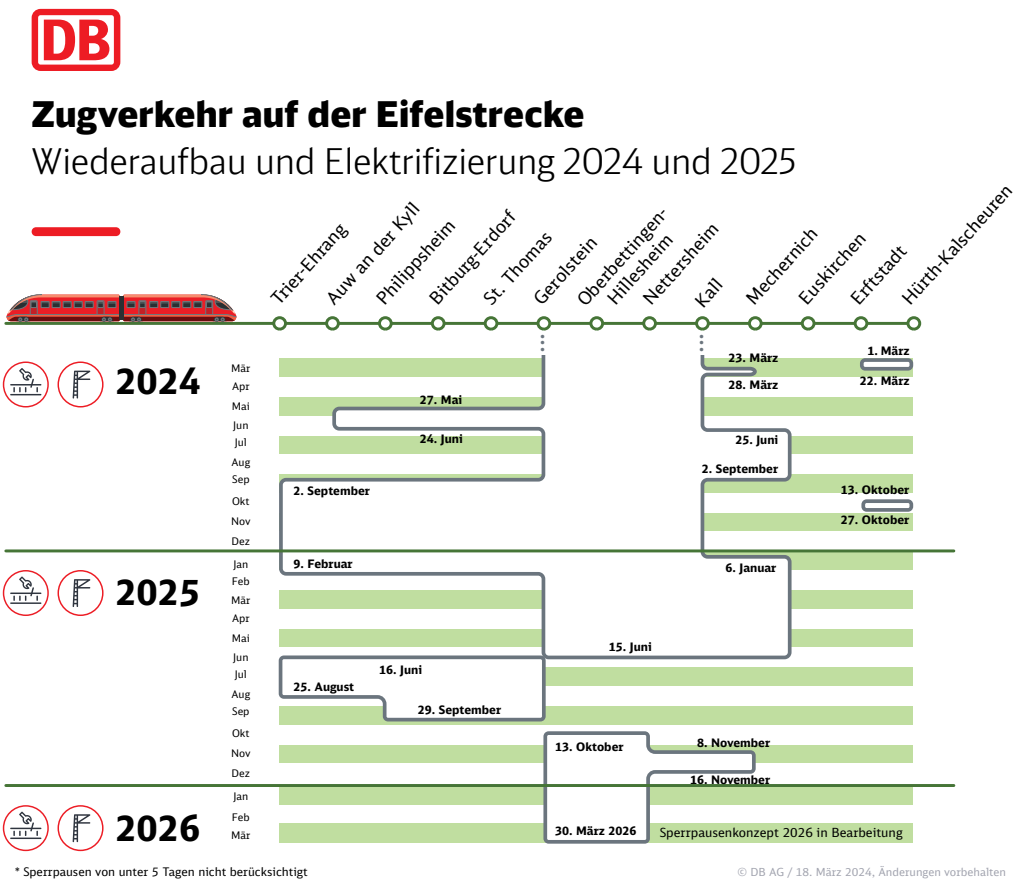 DB
Zugverkehr auf der Eifelstrecke
Wiederaufbau und Elektrifizierung 2024 und 2025
Trier-Ehrang
Auw an der Kyll
Philippsheim
Bitburg-Erdorf
St. Thomas
Gerolstein
Oberbettingen-
Hillesheim
Nettersheim
Kall
Mechernich
Euskirchen
Erftstadt
Hürth-Kalscheuren
2024
Mär
Apr
Mai
Jun
Jul
Aug
Sep
Okt
Nov
Dez
1. März
23. März
22. März
28. März
27. Mai
24. Juni
25. Juni
2. September
2. September
13. Oktober
27. Oktober
2025
Jan
Feb
Mär
Apr
Mai
Jun
Jul
Aug
Sep
Okt
Nov
Dez
9. Februar
6. Januar
15. Juni
16. Juni
25. August
29. September
13. Oktober
8. November
16. November
2026
Jan
Feb
Mär
30. März 2026
Sperrpausenkonzept 2026 in Bearbeitung
* Sperrpausen von unter 5 Tagen nicht berücksichtigt
© DB AG / 18. März 2024, Änderungen vorbehalten